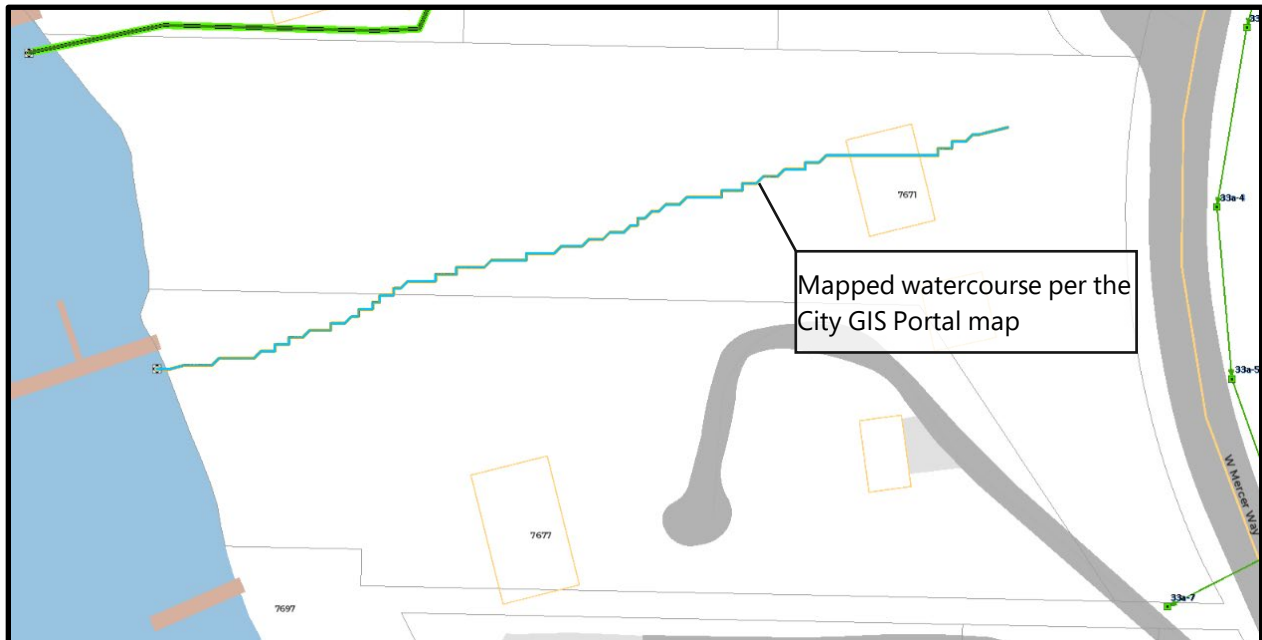 33a-4
7671
Mapped watercourse per the
City GIS Portal map
33a-5
W Mercer Way
7677
33a-7
7697